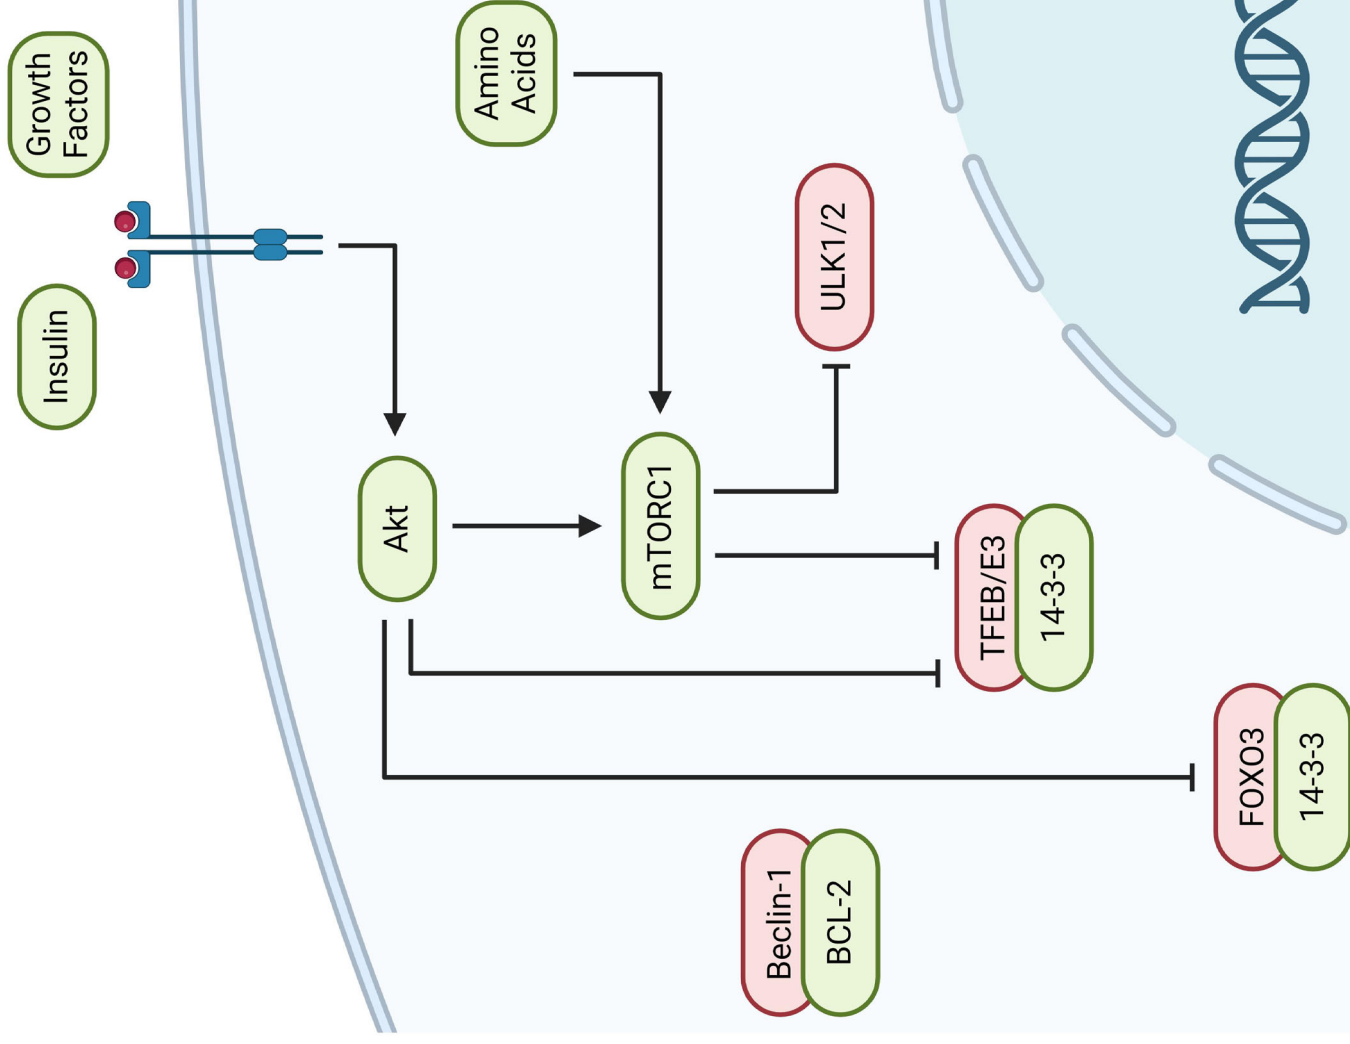 Insulin
Growth
Factors
Amino
Acids
Akt
mTORC1
ULK1/2
Beclin-1
BCL-2
TFEB/E3
14-3-3
FOXO3
14-3-3